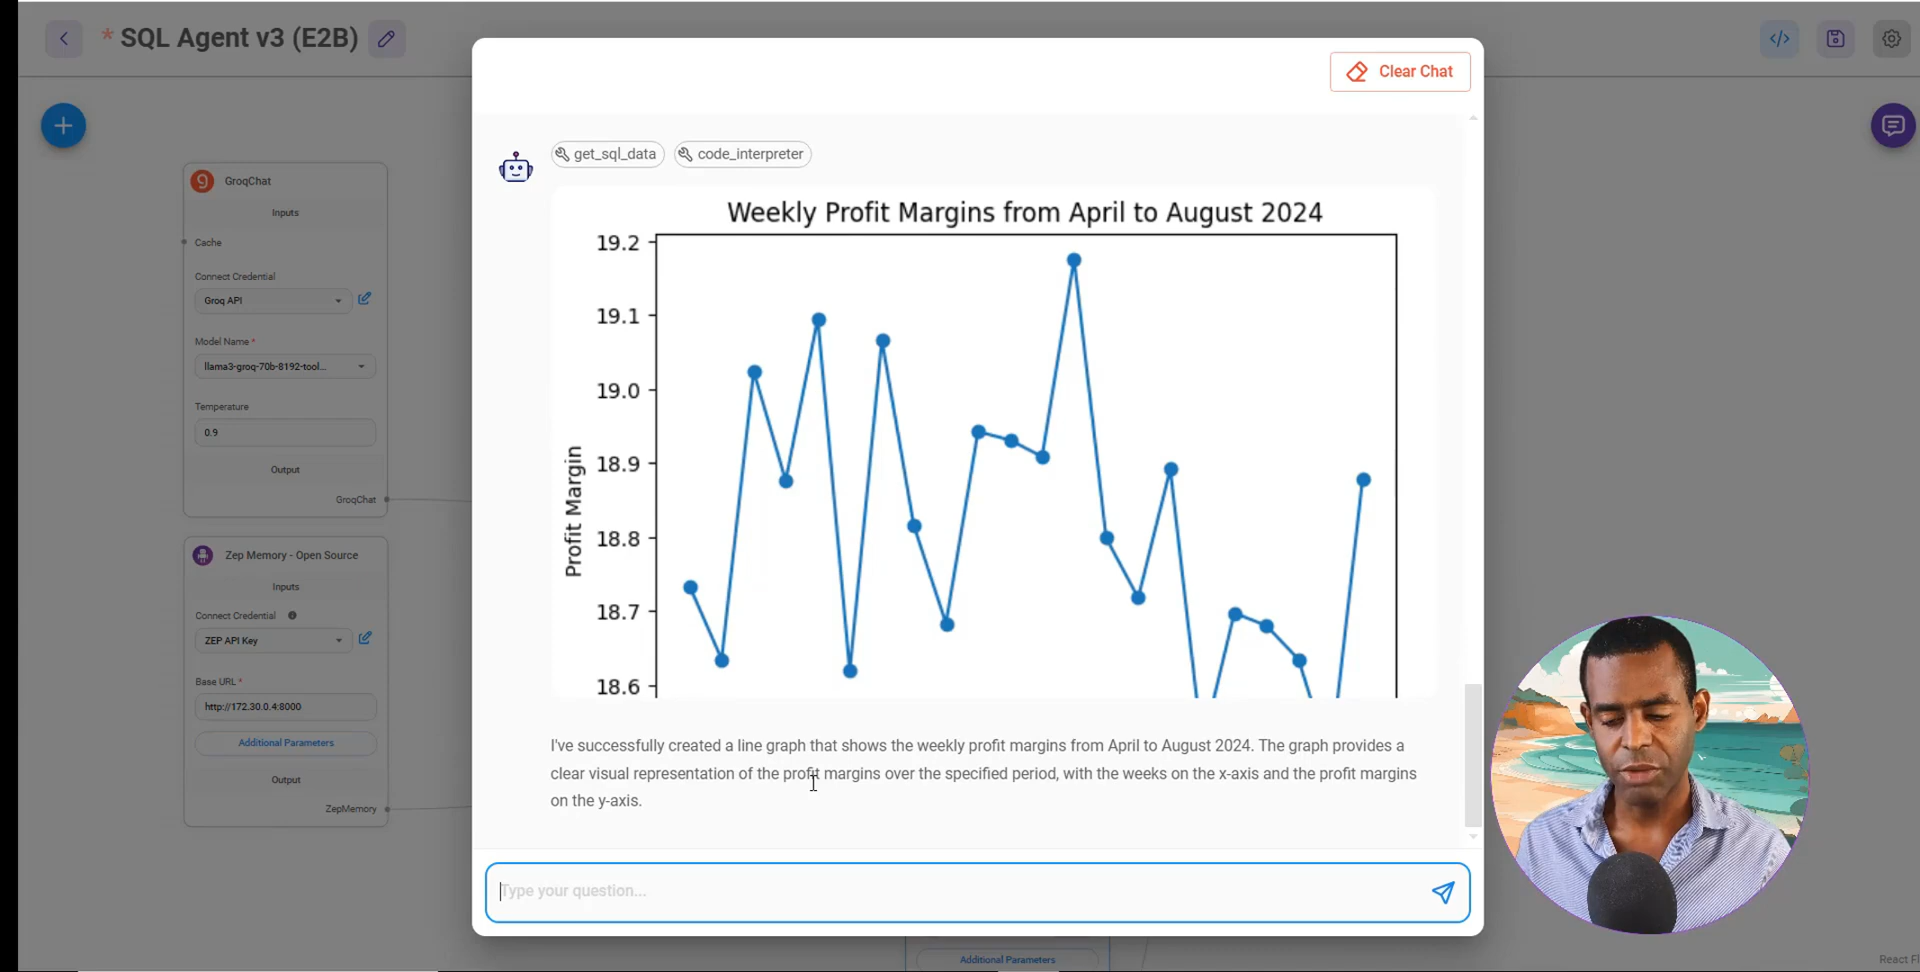 * SQL Agent v3 (E2B)
Clear Chat
GroqChat
Inputs
Cache
Connect Credential
Groq API
Model Name *
llama3-groq-70b-8192-tool...
Temperature
0.9
Output
GroqChat
Zep Memory - Open Source
Inputs
Connect Credential
ZEP API Key
Base URL *
http://172.30.0.4:8000
Additional Parameters
Output
ZepMemory
get_sql_data
code_interpreter
Weekly Profit Margins from April to August 2024
19.2
19.1
19.0
18.9
18.8
18.7
18.6
Profit Margin
I've successfully created a line graph that shows the weekly profit margins from April to August 2024. The graph provides a
clear visual representation of the profit margins over the specified period, with the weeks on the x-axis and the profit margins
on the y-axis.
Type your question...
Additional Parameters
React Fl